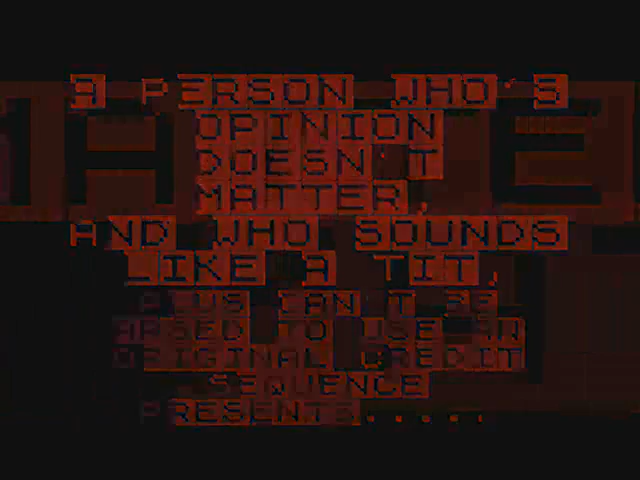 A PERSON WHO'S
OPINION
DOESN'T
MATTER,
AND WHO SOUNDS
LIKE A TIT,
PLUS CAN'T BE
ARSED TO USE AN
ORIGINAL CREDIT
SEQUENCE
PRESENTS.....